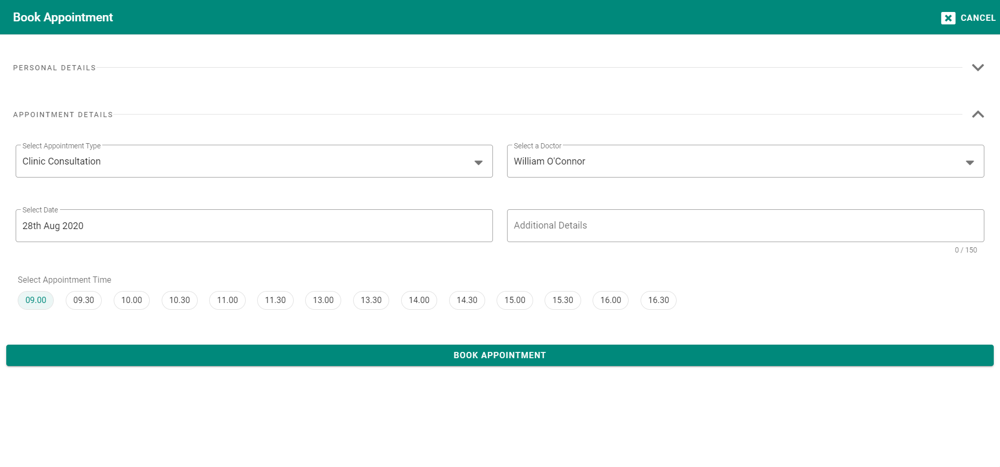 Book Appointment
CANCEL
PERSONAL DETAILS
APPOINTMENT DETAILS
Select Appointment Type
Clinic Consultation
Select a Doctor
William O'Connor
Select Date
28th Aug 2020
Additional Details
0 / 150
Select Appointment Time
09.00 09.30 10.00 10.30 11.00 11.30 13.00 13.30 14.00 14.30 15.00 15.30 16.00 16.30
BOOK APPOINTMENT